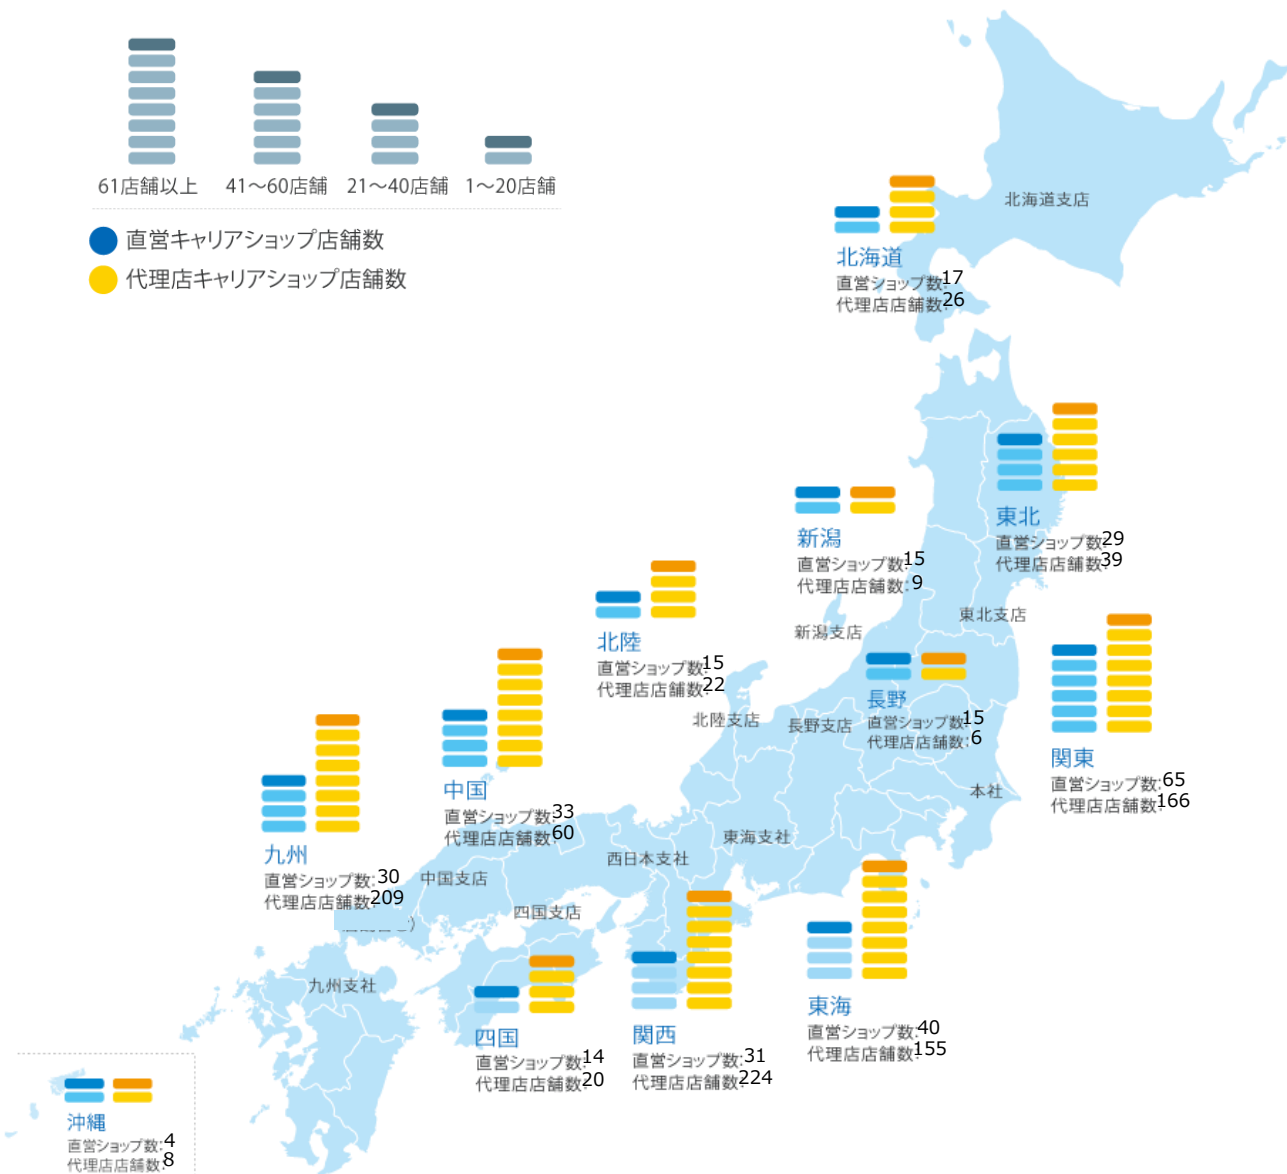 61店舗以上
41〜60店舗
21〜40店舗
1〜20店舗
直営キャリアショップ店舗数
代理店キャリアショップ店舗数
北海道支店
北海道
直営ショップ数:17
代理店店舗数:26
東北
直営ショップ数:29
代理店店舗数:39
新潟
直営ショップ数:15
代理店店舗数:9
東北支店
新潟支店
北陸
直営ショップ数:15
代理店店舗数:22
長野
直営ショップ数:15
代理店店舗数:6
北陸支店
長野支店
関東
直営ショップ数:65
代理店店舗数:166
本社
中国
直営ショップ数:33
代理店店舗数:60
東海支社
西日本支社
九州
直営ショップ数:30
代理店店舗数:209
中国支店
四国支店
九州支社
東海
直営ショップ数:40
代理店店舗数:155
関西
直営ショップ数:31
代理店店舗数:224
四国
直営ショップ数:14
代理店店舗数:20
沖縄
直営ショップ数:4
代理店店舗数:8